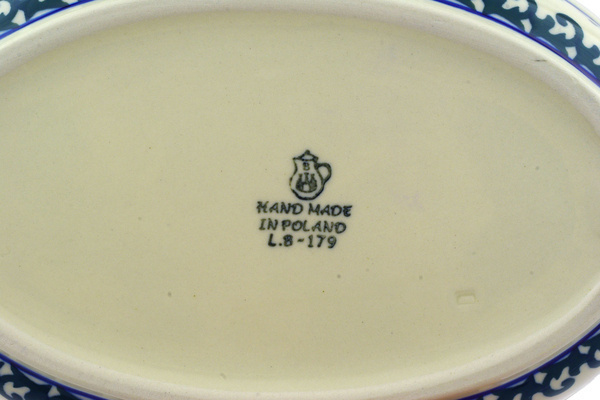 B
HAND MADE
IN POLAND
L.8-179